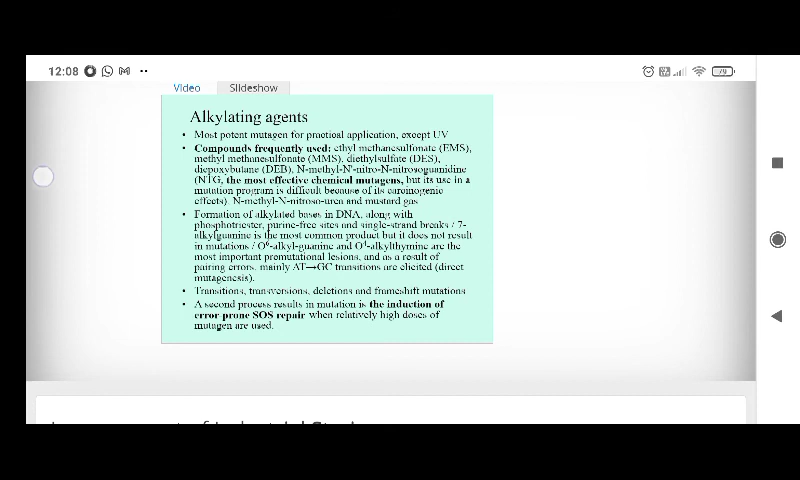 12:08
79
Video Slideshow
Alkylating agents
• Most potent mutagen for practical application, except UV
• Compounds frequently used: ethyl methanesulfonate (EMS),
methyl methanesulfonate (MMS), diethylsulfate (DES),
diepoxybutane (DEB), N-methyl-N'-nitro-N-nitrosoguanidine
(NTG, the most effective chemical mutagens, but its use in a
mutation program is difficult because of its carcinogenic
effects). N-methyl-N-nitroso-urea and mustard gas
• Formation of alkylated bases in DNA, along with
phosphotriester, purine-free sites and single-strand breaks / 7-
alkylguanine is the most common product but it does not result
in mutations / O⁶-alkyl-guanine and O⁴-alkylthymine are the
most important premutational lesions, and as a result of
pairing errors, mainly AT→GC transitions are elicited (direct
mutagenesis).
• Transitions, transversions, deletions and frameshift mutations
• A second process results in mutation is the induction of
error-prone SOS repair when relatively high doses of
mutagen are used.